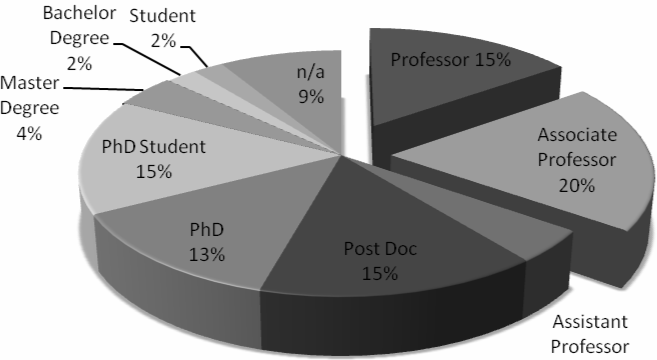 Professor 15%
Associate
Professor
20%
Assistant
Professor
Post Doc
15%
PhD
13%
PhD Student
15%
Master
Degree
4%
Bachelor
Degree
2%
Student
2%
n/a
9%